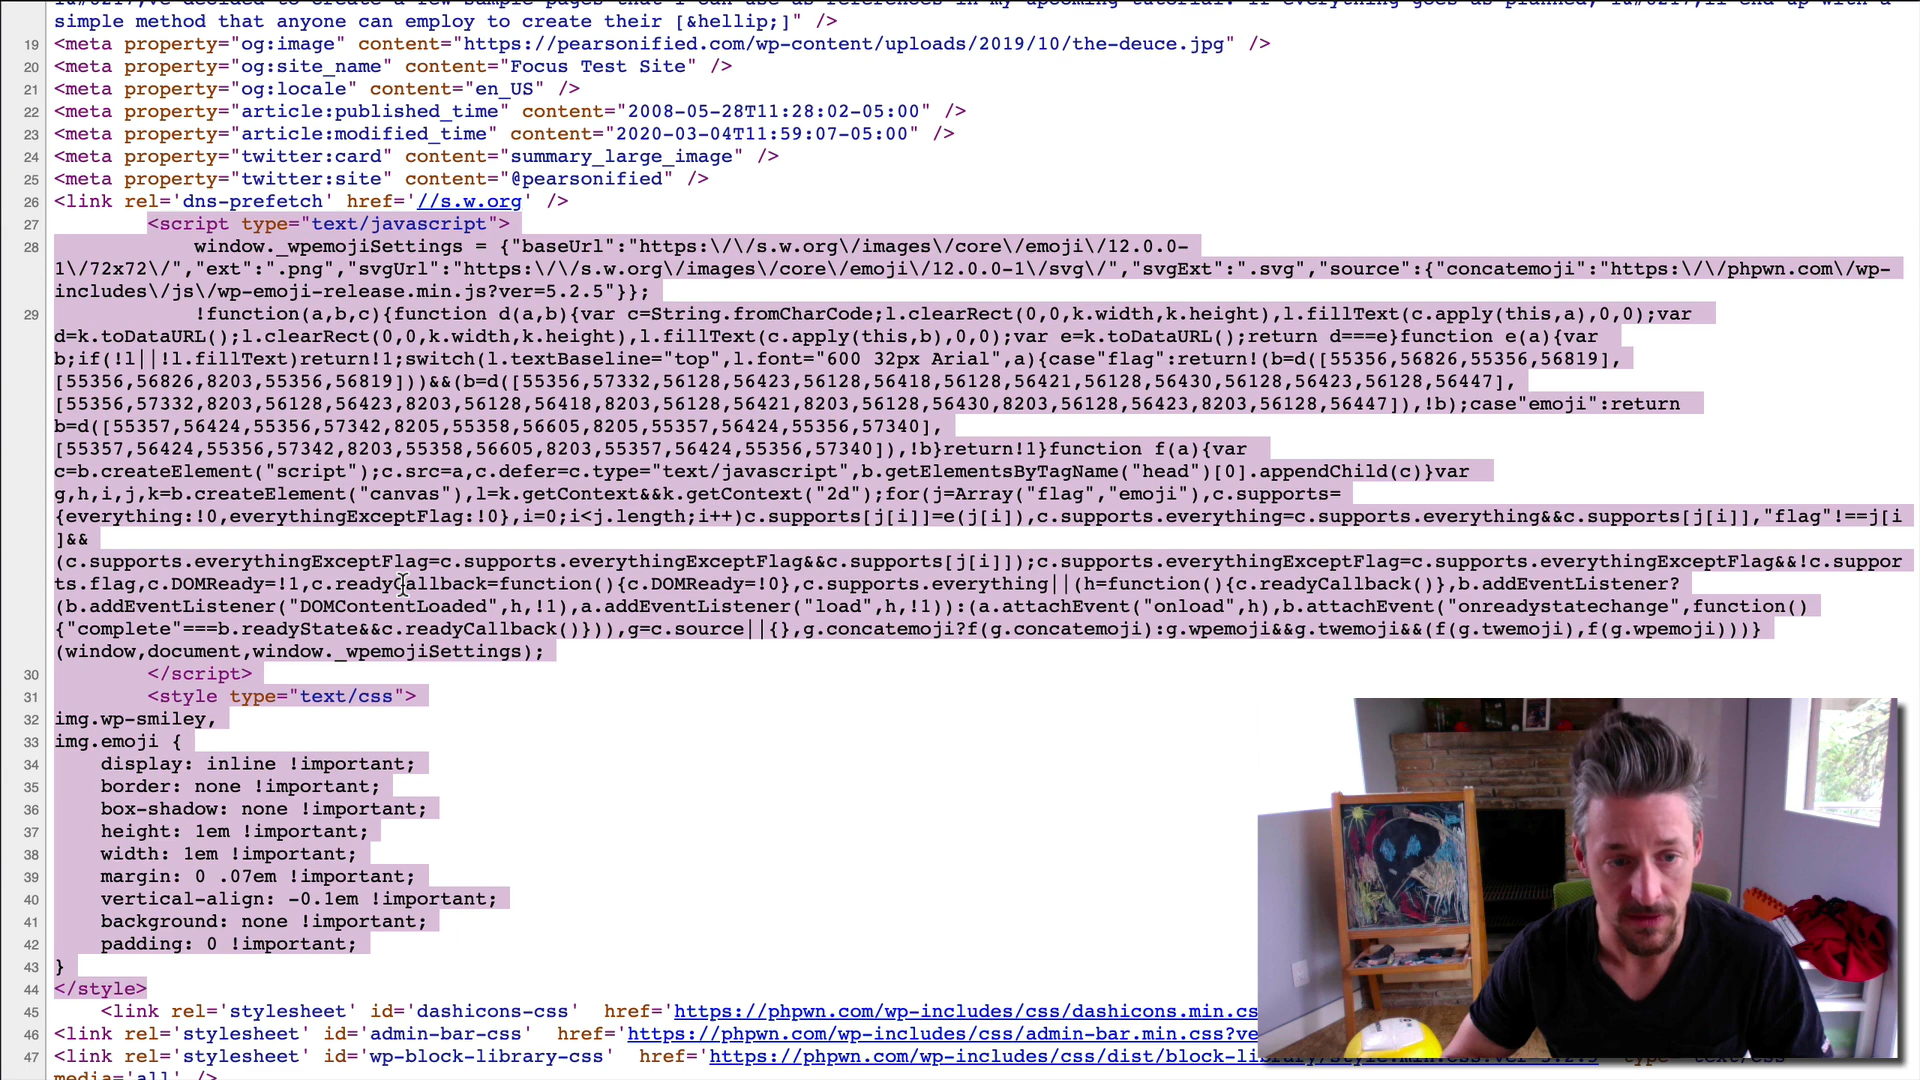 simple method that anyone can employ to create their [&hellip;]" />
19 <meta property="og:image" content="https://pearsonified.com/wp-content/uploads/2019/10/the-deuce.jpg" />
20 <meta property="og:site_name" content="Focus Test Site" />
21 <meta property="og:locale" content="en_US" />
22 <meta property="article:published_time" content="2008-05-28T11:28:02-05:00" />
23 <meta property="article:modified_time" content="2020-03-04T11:59:07-05:00" />
24 <meta property="twitter:card" content="summary_large_image" />
25 <meta property="twitter:site" content="@pearsonified" />
26 <link rel='dns-prefetch' href='//s.w.org' />
27 <script type="text/javascript">
28 window._wpemojiSettings = {"baseUrl":"https:\/\/s.w.org\/images\/core\/emoji\/12.0.0-
1\/72x72\/","ext":".png","svgUrl":"https:\/\/s.w.org\/images\/core\/emoji\/12.0.0-1\/svg\/","svgExt":".svg","source":{"concatemoji":"https:\/\/phpwn.com\/wp-
includes\/js\/wp-emoji-release.min.js?ver=5.2.5"}};
29 !function(a,b,c){function d(a,b){var c=String.fromCharCode;l.clearRect(0,0,k.width,k.height),l.fillText(c.apply(this,a),0,0);var
d=k.toDataURL();l.clearRect(0,0,k.width,k.height),l.fillText(c.apply(this,b),0,0);var e=k.toDataURL();return d===e}function e(a){var
b;if(!l||!l.fillText)return!1;switch(l.textBaseline="top",l.font="600 32px Arial",a){case"flag":return!(b=d([55356,56826,55356,56819],
[55356,56826,8203,55356,56819]))&&(b=d([55356,57332,56128,56423,56128,56418,56128,56421,56128,56430,56128,56423,56128,56447],
[55356,57332,8203,56128,56423,8203,56128,56418,8203,56128,56421,8203,56128,56430,8203,56128,56423,8203,56128,56447]),!b);case"emoji":return
b=d([55357,56424,55356,57342,8205,55358,56605,8205,55357,56424,55356,57340],
[55357,56424,55356,57342,8203,55358,56605,8203,55357,56424,55356,57340]),!b}return!1}function f(a){var
c=b.createElement("script");c.src=a,c.defer=c.type="text/javascript",b.getElementsByTagName("head")[0].appendChild(c)}var
g,h,i,j,k=b.createElement("canvas"),l=k.getContext&&k.getContext("2d");for(j=Array("flag","emoji"),c.supports=
{everything:!0,everythingExceptFlag:!0},i=0;i<j.length;i++)c.supports[j[i]]=e(j[i]),c.supports.everything=c.supports.everything&&c.supports[j[i]],"flag"!==j[i
]&&
(c.supports.everythingExceptFlag=c.supports.everythingExceptFlag&&c.supports[j[i]]);c.supports.everythingExceptFlag=c.supports.everythingExceptFlag&&!c.suppor
ts.flag,c.DOMReady=!1,c.readyCallback=function(){c.DOMReady=!0},c.supports.everything||(h=function(){c.readyCallback()},b.addEventListener?
(b.addEventListener("DOMContentLoaded",h,!1),a.addEventListener("load",h,!1)):(a.attachEvent("onload",h),b.attachEvent("onreadystatechange",function()
{"complete"===b.readyState&&c.readyCallback()})),g=c.source||{},g.concatemoji?f(g.concatemoji):g.wpemoji&&g.twemoji&&(f(g.twemoji),f(g.wpemoji)))}
(window,document,window._wpemojiSettings);
30 </script>
31 <style type="text/css">
32 img.wp-smiley,
33 img.emoji {
34 display: inline !important;
35 border: none !important;
36 box-shadow: none !important;
37 height: 1em !important;
38 width: 1em !important;
39 margin: 0 .07em !important;
40 vertical-align: -0.1em !important;
41 background: none !important;
42 padding: 0 !important;
43 }
44 </style>
45 <link rel='stylesheet' id='dashicons-css' href='https://phpwn.com/wp-includes/css/dashicons.min.cs
46 <link rel='stylesheet' id='admin-bar-css' href='https://phpwn.com/wp-includes/css/admin-bar.min.css?ve
47 <link rel='stylesheet' id='wp-block-library-css' href='https://phpwn.com/wp-includes/css/dist/block-li
media='all' />